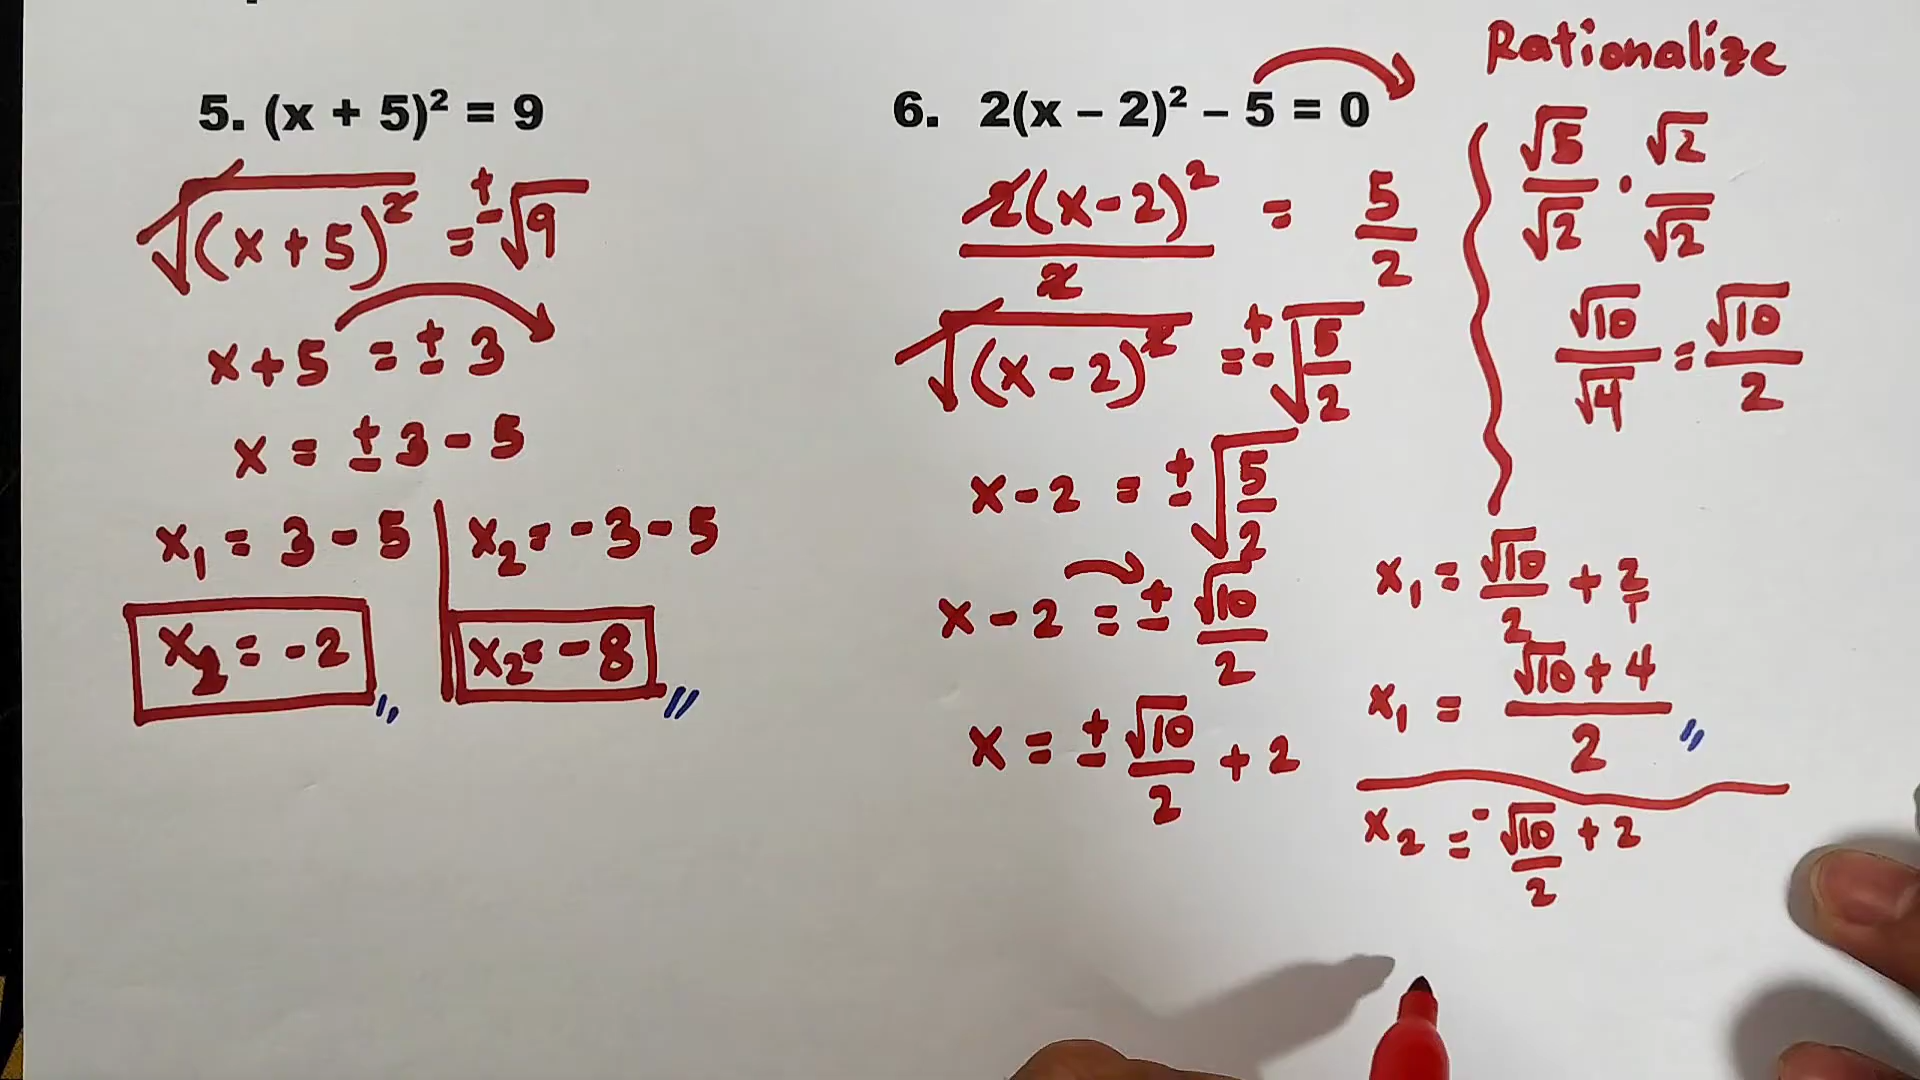 5. (x + 5)² = 9
√(x+5)² = ±√9
x+5 = ±3
x = ±3-5
x₁ = 3-5
x₂ = -3-5
x₁ = -2
x₂ = -8
6. 2(x – 2)² – 5 = 0
2(x-2)²/2 = 5/2
√(x-2)² = ±√5/2
x-2 = ±√5/2
x-2 = ±√10/2
x = ±√10/2 + 2
Rationalize
√5/√2 · √2/√2
√10/√4 = √10/2
x₁ = √10/2 + 2/1
x₁ = √10+4/2
x₂ = -√10/2 + 2